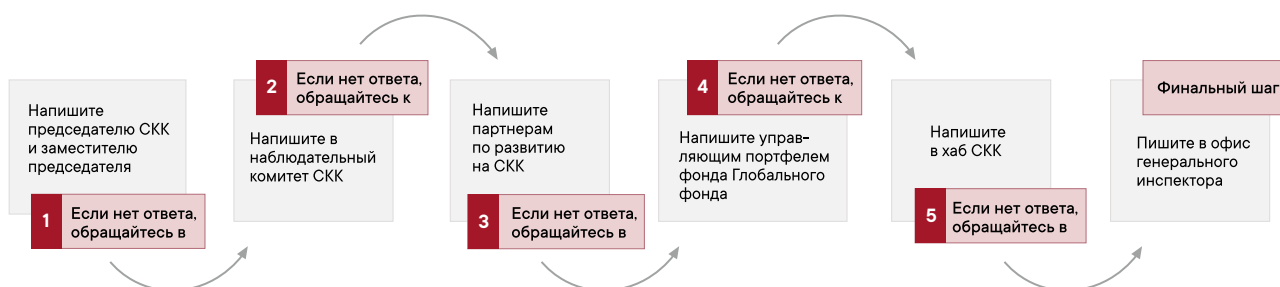 Напишите
председателю СКК
и заместителю
председателя
1
Если нет ответа,
обращайтесь в
2
Если нет ответа,
обращайтесь к
Напишите в
наблюдательный
комитет СКК
Напишите
партнерам
по развитию
на СКК
3
Если нет ответа,
обращайтесь в
4
Если нет ответа,
обращайтесь к
Напишите управ-
ляющим портфелем
фонда Глобального
фонда
Напишите
в хаб СКК
5
Если нет ответа,
обращайтесь в
Финальный шаг
Пишите в офис
генерального
инспектора